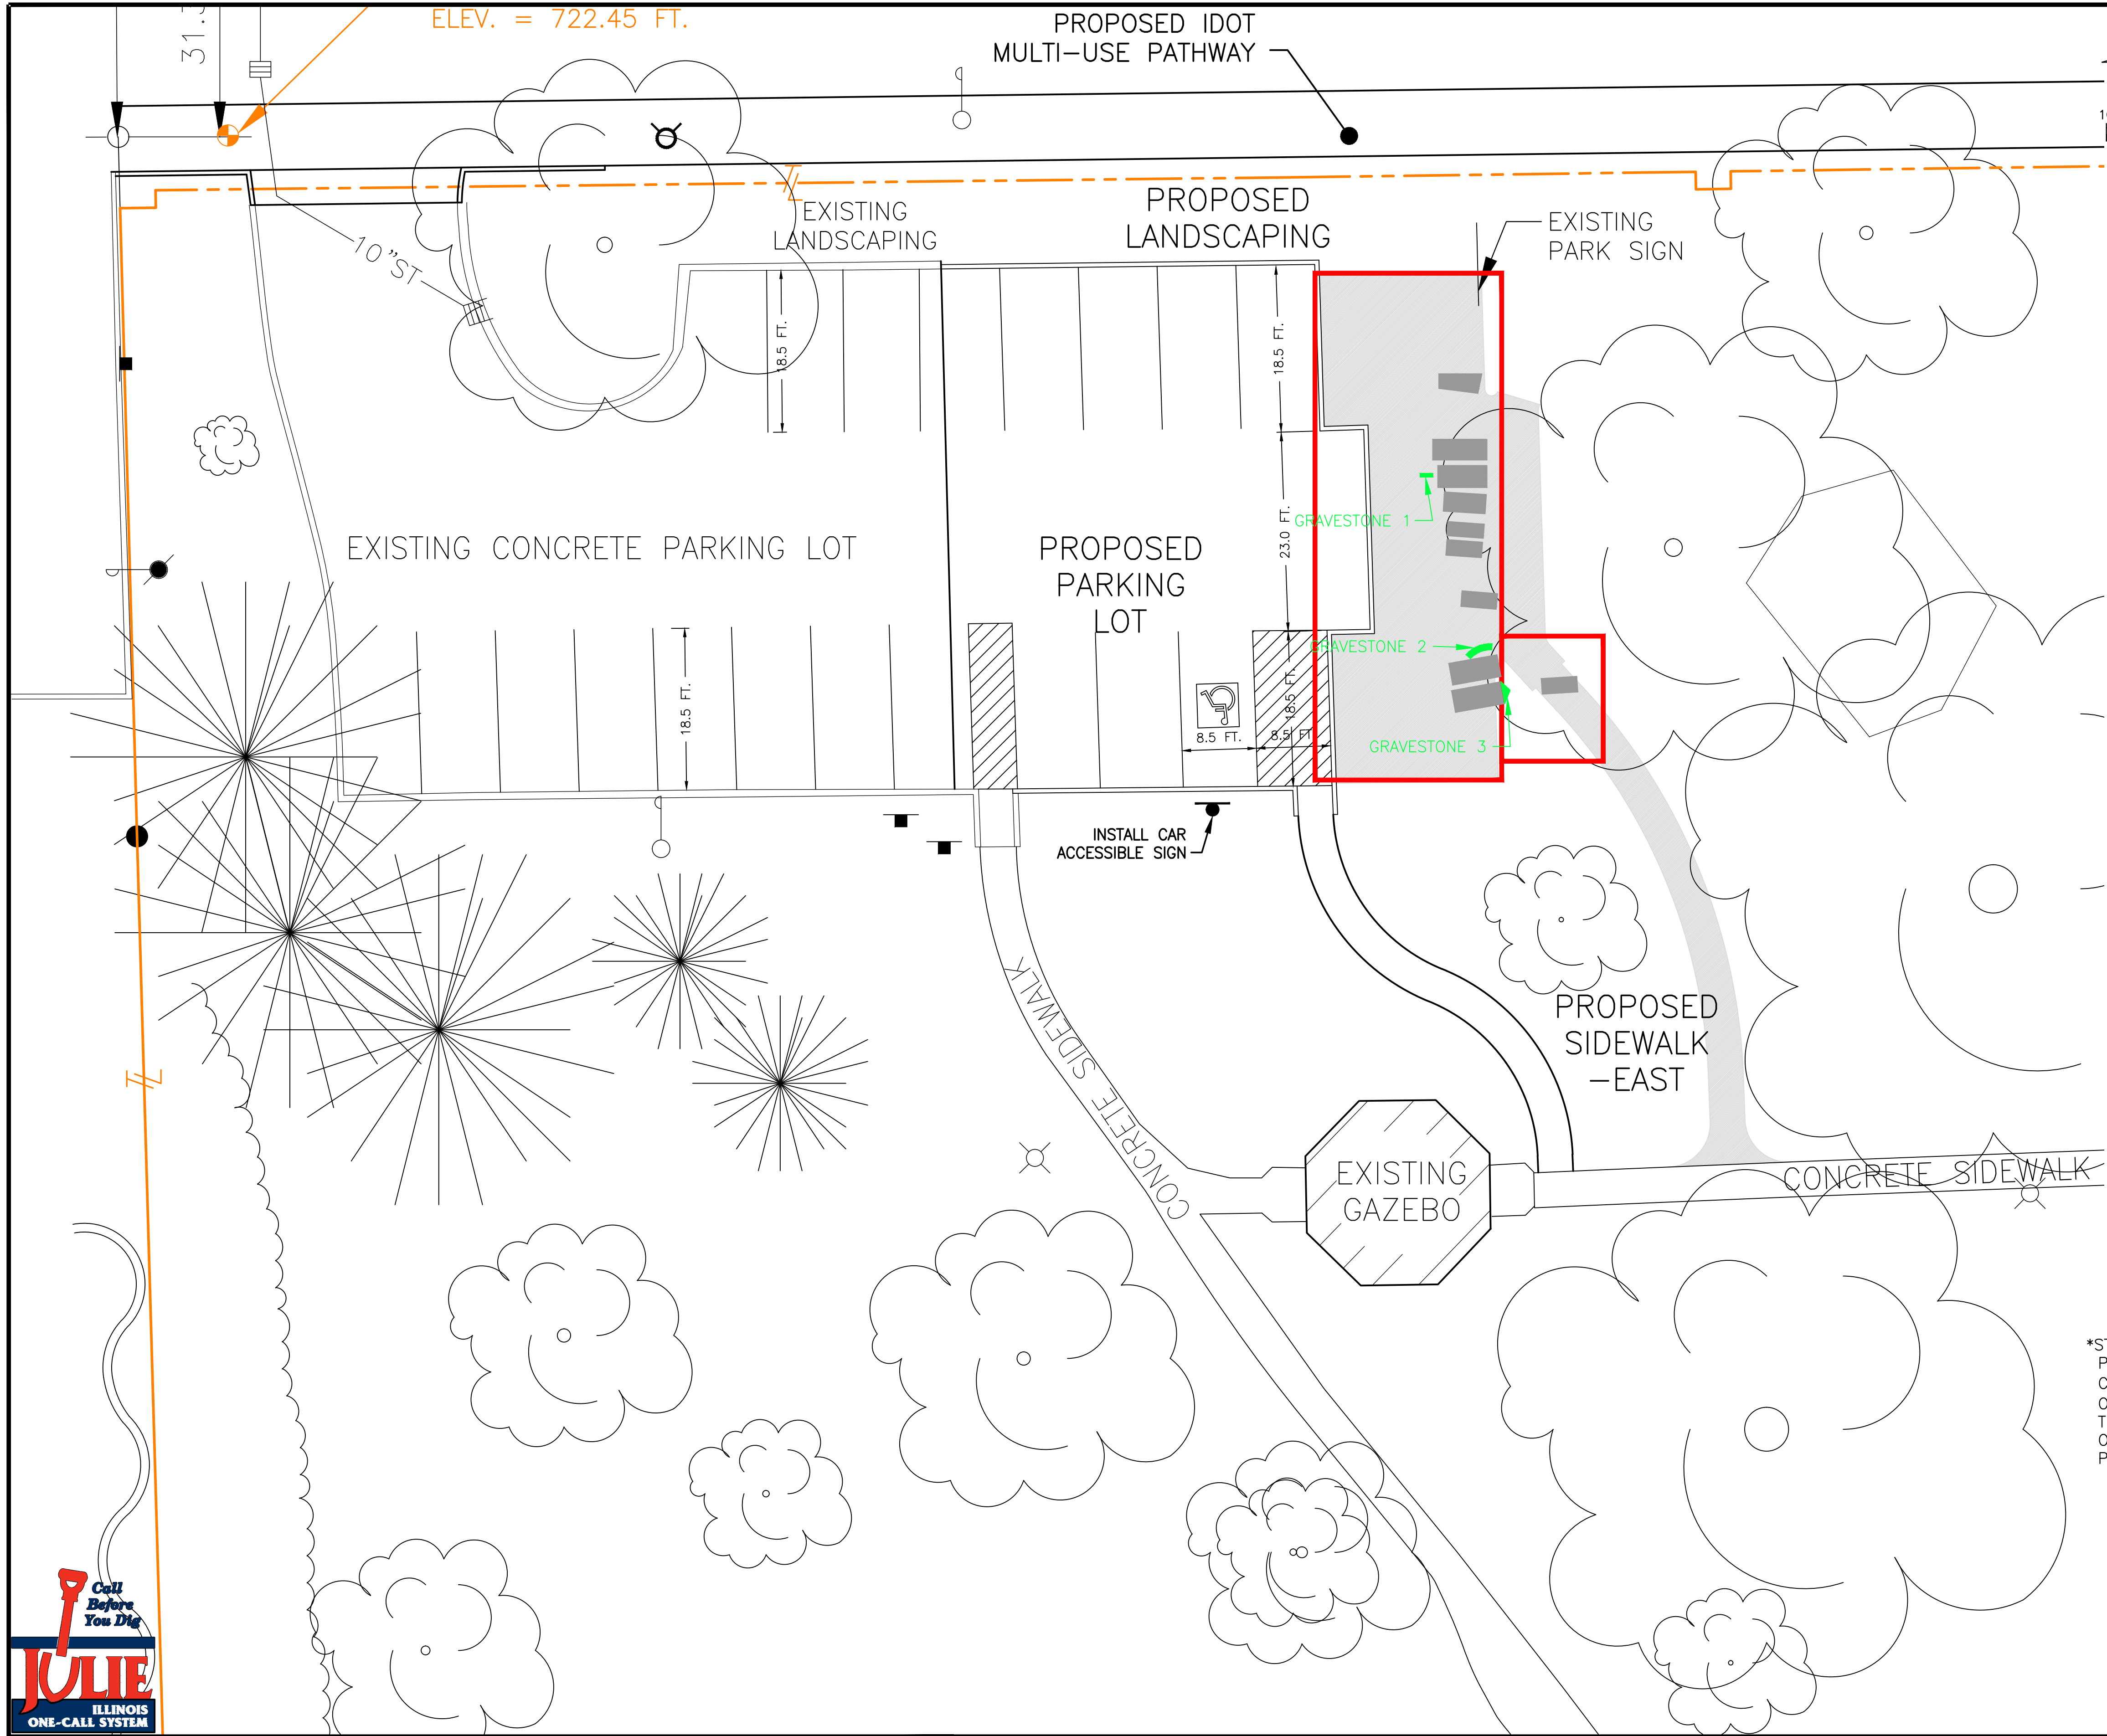 ELEV. = 722.45 FT.
PROPOSED IDOT
MULTI-USE PATHWAY
EXISTING
LANDSCAPING
PROPOSED
LANDSCAPING
EXISTING
PARK SIGN
10"ST
18.5 FT.
18.5 FT.
23.0 FT.
GRAVESTONE 1
EXISTING CONCRETE PARKING LOT
PROPOSED
PARKING
LOT
GRAVESTONE 2
18.5 FT.
18.5 FT.
8.5 FT.
8.5 FT
GRAVESTONE 3
INSTALL CAR
ACCESSIBLE SIGN
CONCRETE SIDEWALK
PROPOSED
SIDEWALK
-EAST
EXISTING
GAZEBO
CONCRETE SIDEWALK
Call
Before
You Dig
JULIE
ILLINOIS
ONE-CALL SYSTEM